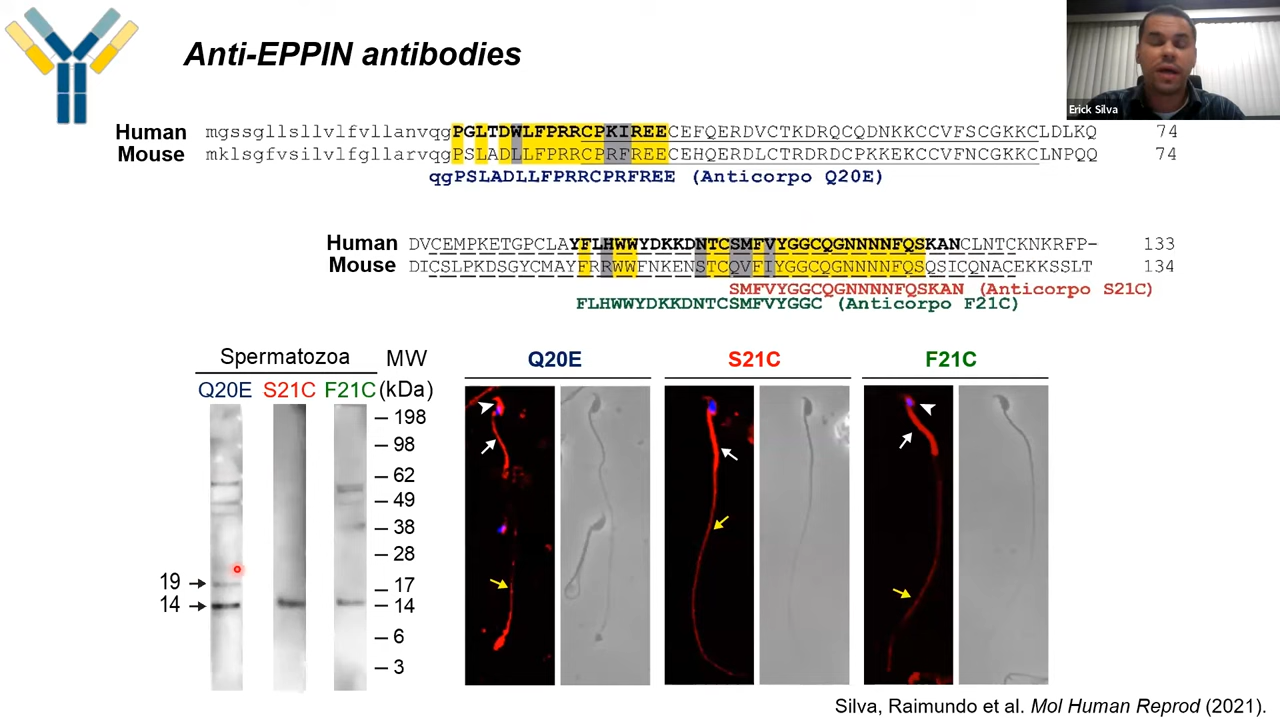 Anti-EPPIN antibodies
Erick Silva
Human mgssgllsllvlfvllanvqgPGLTDWLFPRRCPKIREECEFQERDVCTKDRQCQDNKKCCVFSCGKKCLDLKQ 74
Mouse mklsgfvsilvlfgllarvqgPSLADLLFPRRCPRFREECEHQERDLCTRDRDCPKKEKCCVFNCGKKCLNPQQ 74
qgPSLADLLFPRRCPRFREE (Anticorpo Q20E)
Human DVCEMPKETGPCLAYFLHWWYDKKDNTCSMFVYGGCQGNNNNFQSKANCLNTCKNKRFP– 133
Mouse DICSLPKDSGYCMAYFRRWWFNKENSTCQVFIYGGCQGNNNNFQSQSICQNACEKKSSLT 134
SMFVYGGCQGNNNNFQSKAN (Anticorpo S21C)
FLHWWYDKKDNTCSMFVYGGC (Anticorpo F21C)
Spermatozoa MW
Q20E S21C F21C (kDa)
198
98
62
49
38
28
19 17
14 14
6
3
Q20E S21C F21C
Silva, Raimundo et al. Mol Human Reprod (2021).